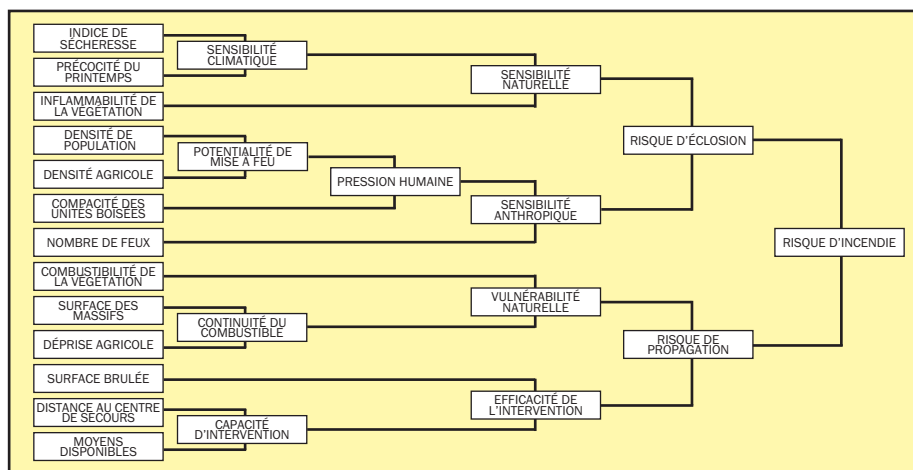 INDICE DE
SÉCHERESSE
PRÉCOCITÉ DU
PRINTEMPS
INFLAMMABILITÉ DE
LA VÉGÉTATION
DENSITÉ DE
POPULATION
DENSITÉ AGRICOLE
COMPACITÉ DES
UNITÉS BOISÉES
NOMBRE DE FEUX
COMBUSTIBILITÉ DE
LA VÉGÉTATION
SURFACE DES
MASSIFS
DÉPRISE AGRICOLE
SURFACE BRULÉE
DISTANCE AU CENTRE
DE SECOURS
MOYENS
DISPONIBLES
SENSIBILITÉ
CLIMATIQUE
POTENTIALITÉ DE
MISE À FEU
CONTINUITÉ DU
COMBUSTIBLE
CAPACITÉ
D'INTERVENTION
PRESSION HUMAINE
SENSIBILITÉ
NATURELLE
SENSIBILITÉ
ANTHROPIQUE
VULNÉRABILITÉ
NATURELLE
EFFICACITÉ DE
L'INTERVENTION
RISQUE D'ÉCLOSION
RISQUE DE
PROPAGATION
RISQUE D'INCENDIE